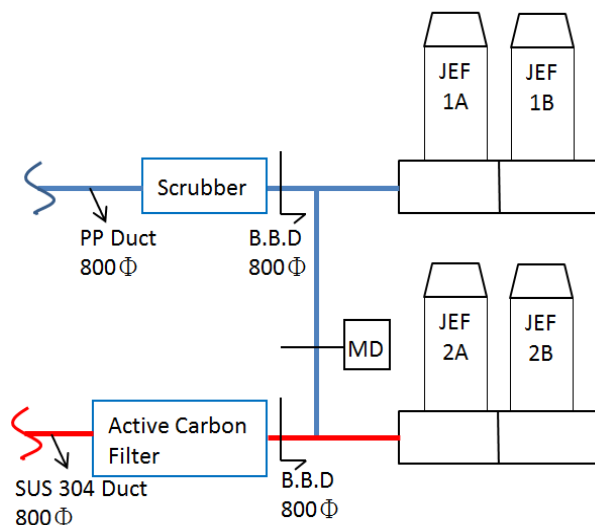 JEF
1A
JEF
1B
Scrubber
PP Duct
800Φ
B.B.D
800Φ
JEF
2A
JEF
2B
MD
Active Carbon
Filter
SUS 304 Duct
800Φ
B.B.D
800Φ